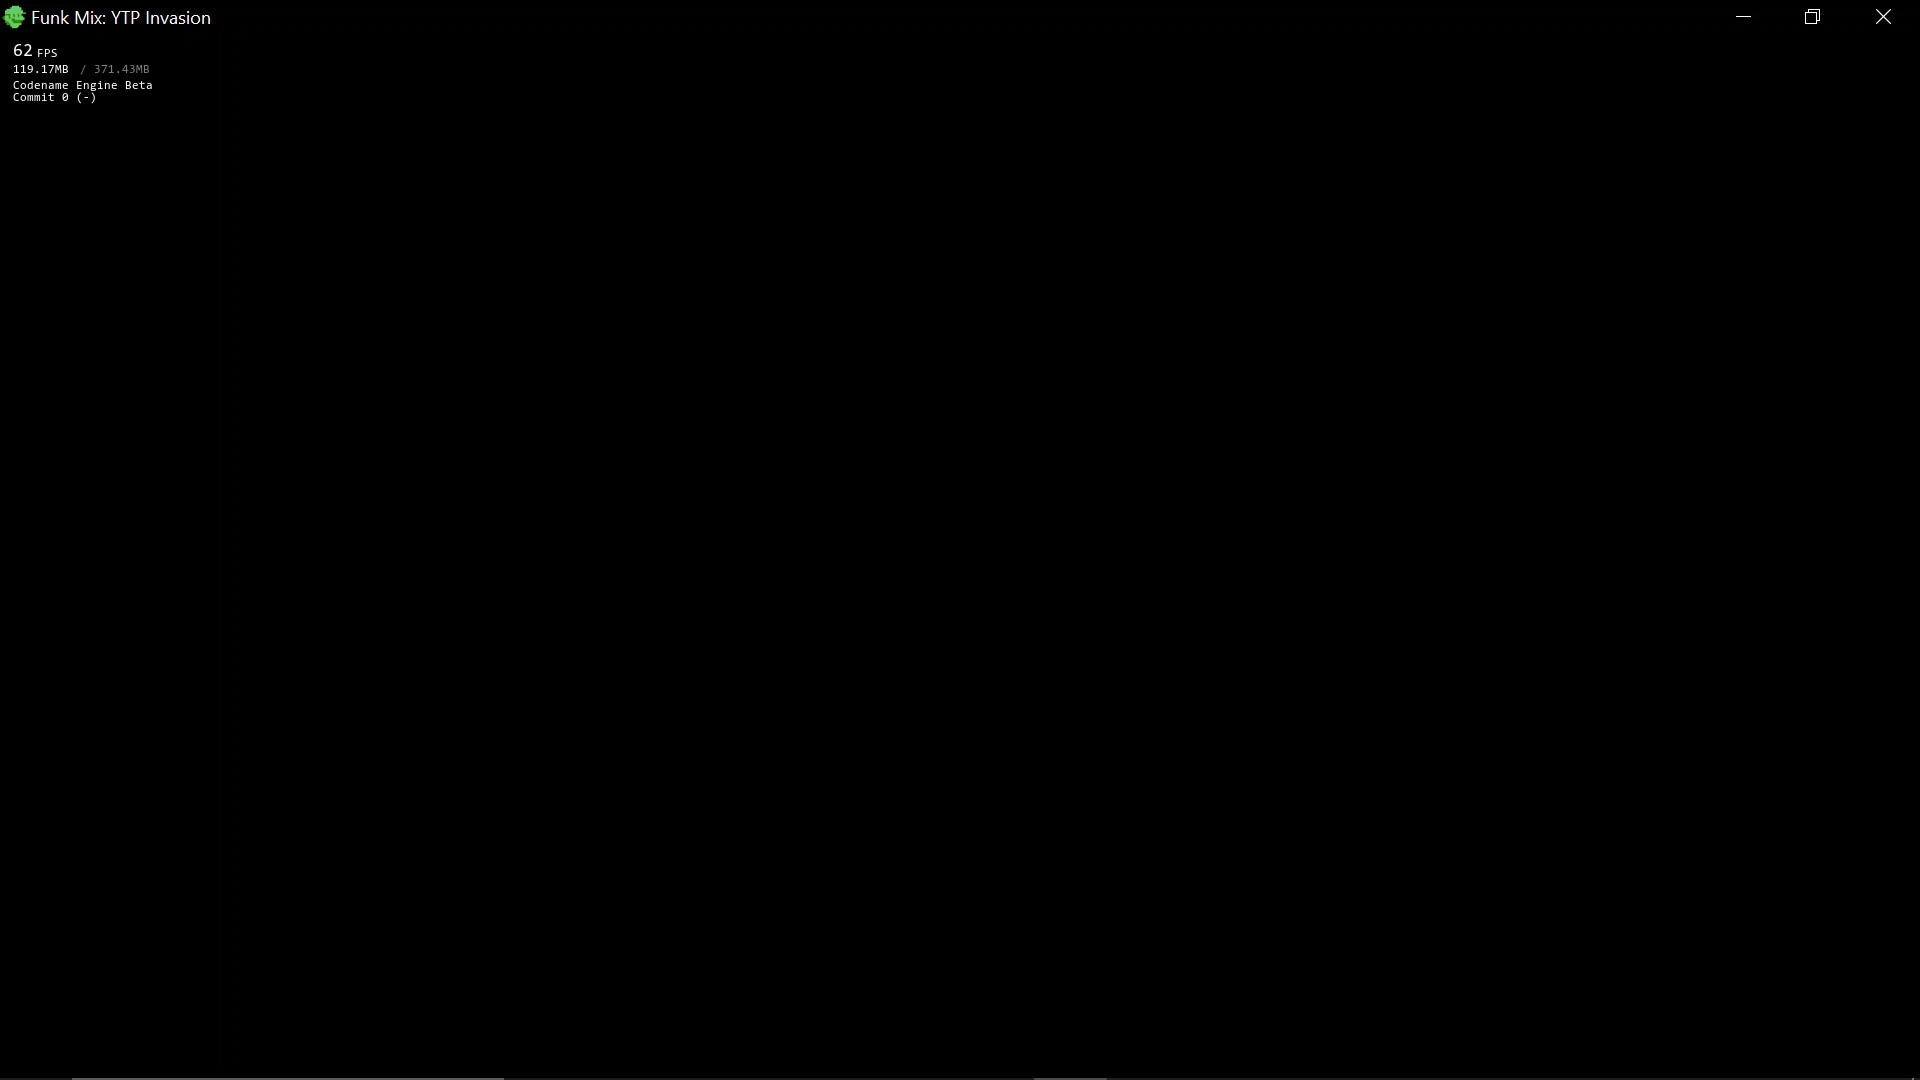 Funk Mix: YTP Invasion
62 FPS
119.17MB / 371.43MB
Codename Engine Beta
Commit 0 (-)